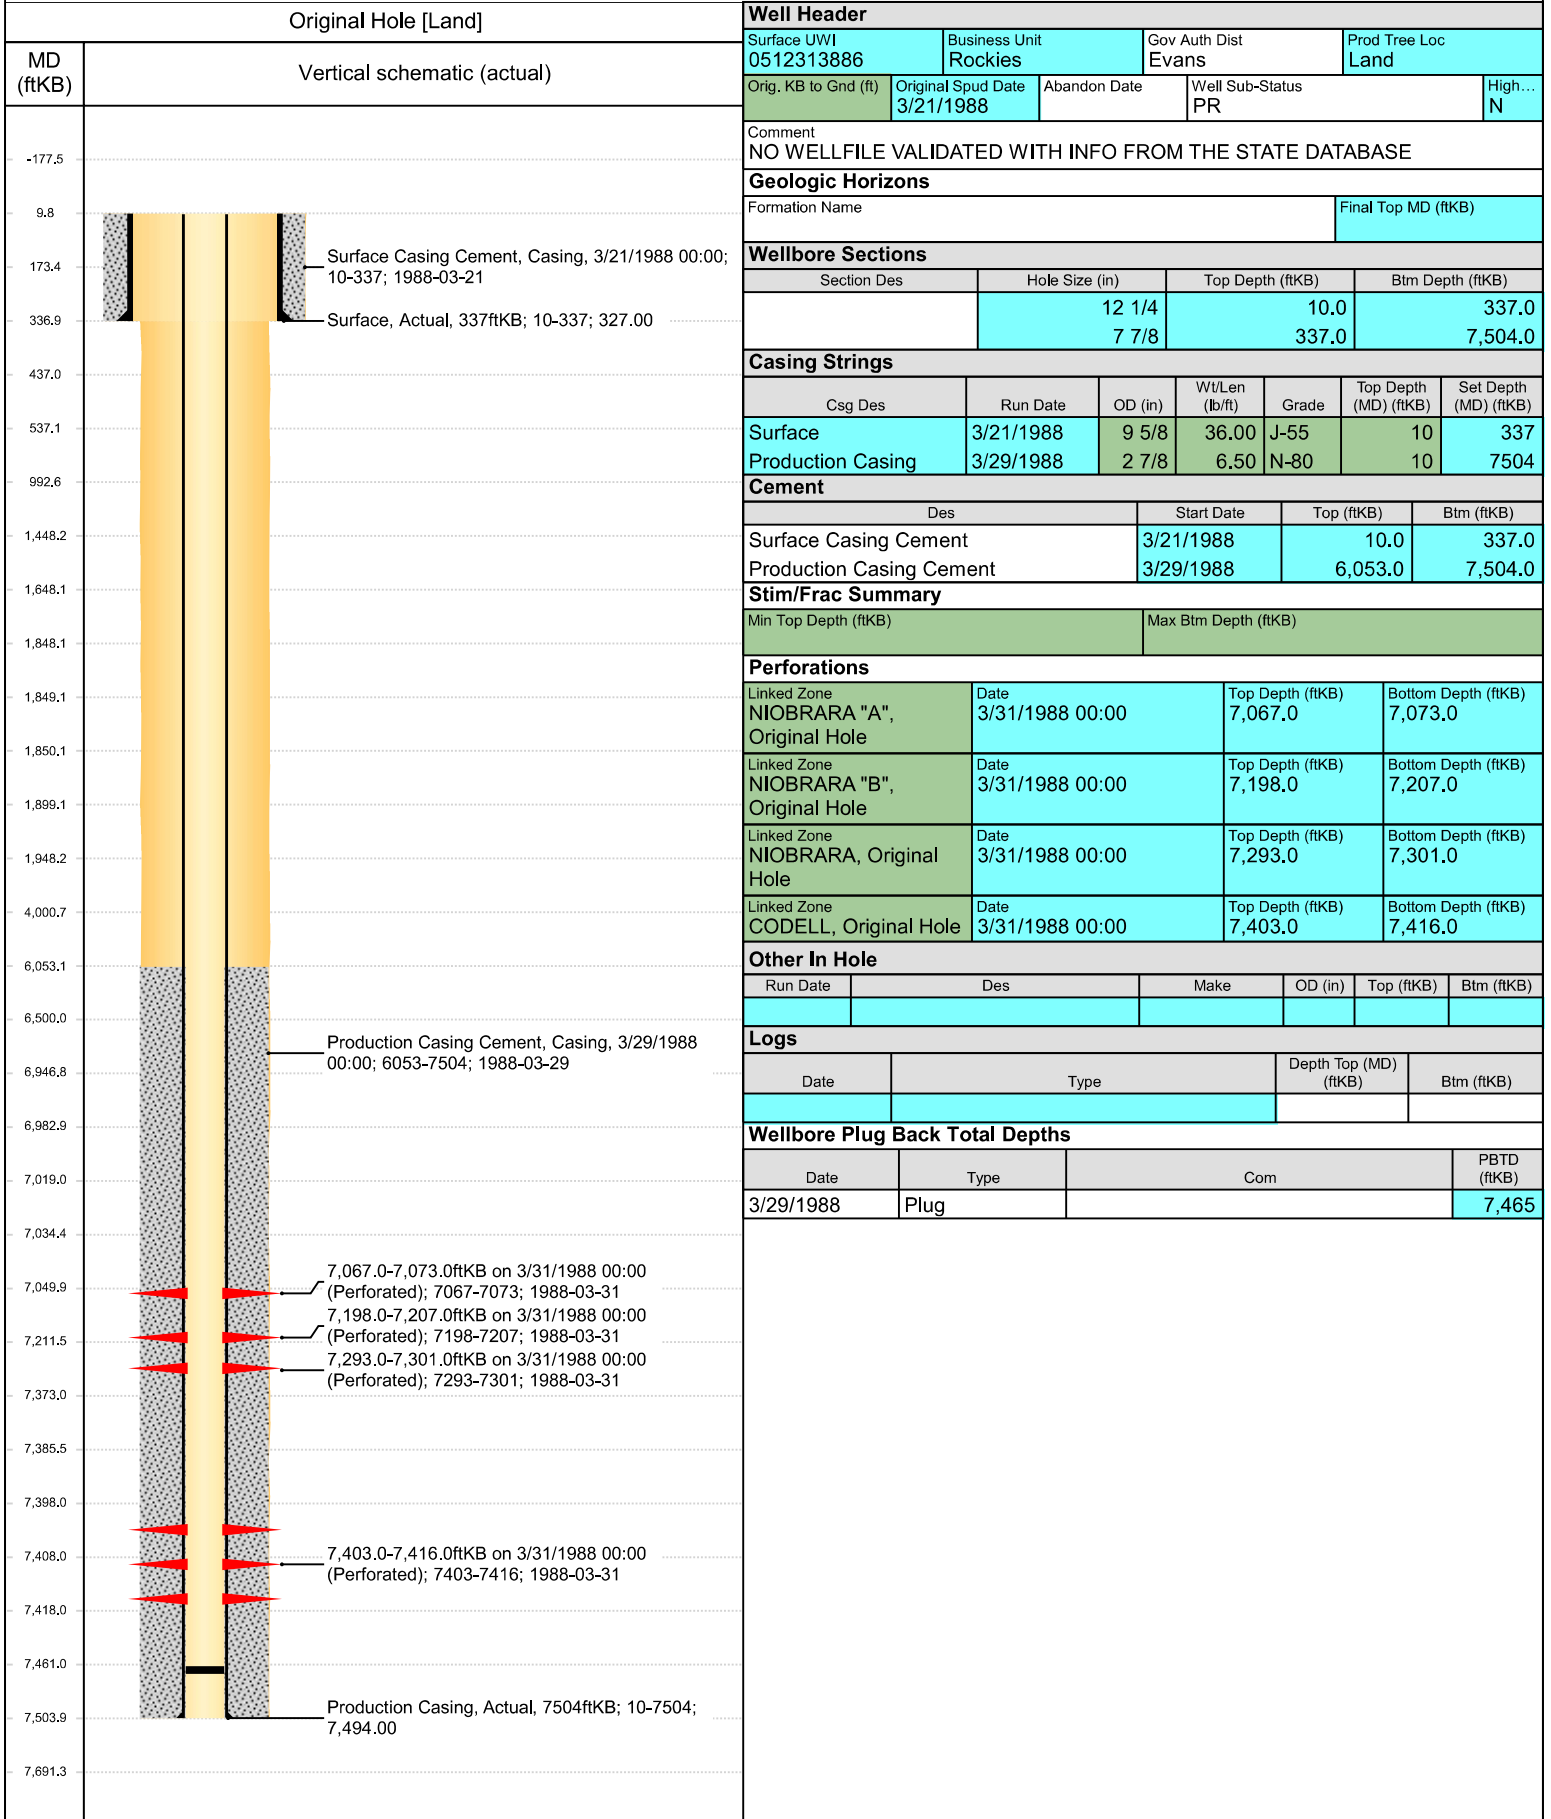 Original Hole [Land]
MD
(ftKB)
Vertical schematic (actual)
-177.5
9.8
173.4
336.9
437.0
537.1
992.6
1,448.2
1,648.1
1,848.1
1,849.1
1,850.1
1,899.1
1,948.2
4,000.7
6,053.1
6,500.0
6,946.8
6,982.9
7,019.0
7,034.4
7,049.9
7,211.5
7,373.0
7,385.5
7,398.0
7,408.0
7,418.0
7,461.0
7,503.9
7,691.3
Surface Casing Cement, Casing, 3/21/1988 00:00;
10-337; 1988-03-21
Surface, Actual, 337ftKB; 10-337; 327.00
Production Casing Cement, Casing, 3/29/1988
00:00; 6053-7504; 1988-03-29
7,067.0-7,073.0ftKB on 3/31/1988 00:00
(Perforated); 7067-7073; 1988-03-31
7,198.0-7,207.0ftKB on 3/31/1988 00:00
(Perforated); 7198-7207; 1988-03-31
7,293.0-7,301.0ftKB on 3/31/1988 00:00
(Perforated); 7293-7301; 1988-03-31
7,403.0-7,416.0ftKB on 3/31/1988 00:00
(Perforated); 7403-7416; 1988-03-31
Production Casing, Actual, 7504ftKB; 10-7504;
7,494.00
Well Header
Surface UWI Business Unit Gov Auth Dist Prod Tree Loc
0512313886 Rockies Evans Land
Orig. KB to Gnd (ft) Original Spud Date Abandon Date Well Sub-Status High...
3/21/1988 PR N
Comment
NO WELLFILE VALIDATED WITH INFO FROM THE STATE DATABASE
Geologic Horizons
Formation Name Final Top MD (ftKB)
Wellbore Sections
Section Des Hole Size (in) Top Depth (ftKB) Btm Depth (ftKB)
12 1/4 10.0 337.0
7 7/8 337.0 7,504.0
Casing Strings
Csg Des Run Date OD (in) Wt/Len (lb/ft) Grade Top Depth (MD) (ftKB) Set Depth (MD) (ftKB)
Surface 3/21/1988 9 5/8 36.00 J-55 10 337
Production Casing 3/29/1988 2 7/8 6.50 N-80 10 7504
Cement
Des Start Date Top (ftKB) Btm (ftKB)
Surface Casing Cement 3/21/1988 10.0 337.0
Production Casing Cement 3/29/1988 6,053.0 7,504.0
Stim/Frac Summary
Min Top Depth (ftKB) Max Btm Depth (ftKB)
Perforations
Linked Zone Date Top Depth (ftKB) Bottom Depth (ftKB)
NIOBRARA "A", 3/31/1988 00:00 7,067.0 7,073.0
Original Hole
Linked Zone Date Top Depth (ftKB) Bottom Depth (ftKB)
NIOBRARA "B", 3/31/1988 00:00 7,198.0 7,207.0
Original Hole
Linked Zone Date Top Depth (ftKB) Bottom Depth (ftKB)
NIOBRARA, Original 3/31/1988 00:00 7,293.0 7,301.0
Hole
Linked Zone Date Top Depth (ftKB) Bottom Depth (ftKB)
CODELL, Original Hole 3/31/1988 00:00 7,403.0 7,416.0
Other In Hole
Run Date Des Make OD (in) Top (ftKB) Btm (ftKB)
Logs
Date Type Depth Top (MD) (ftKB) Btm (ftKB)
Wellbore Plug Back Total Depths
Date Type Com PBTD (ftKB)
3/29/1988 Plug 7,465